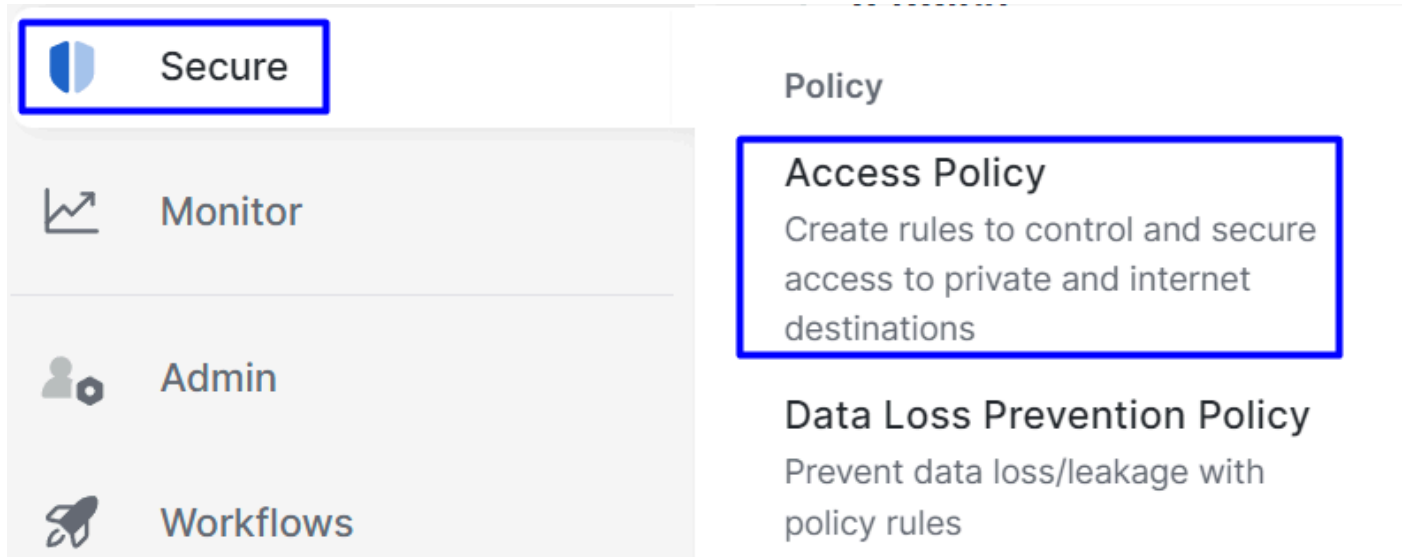 Secure
Monitor
Admin
Workflows
Policy
Access Policy
Create rules to control and secure
access to private and internet
destinations
Data Loss Prevention Policy
Prevent data loss/leakage with
policy rules